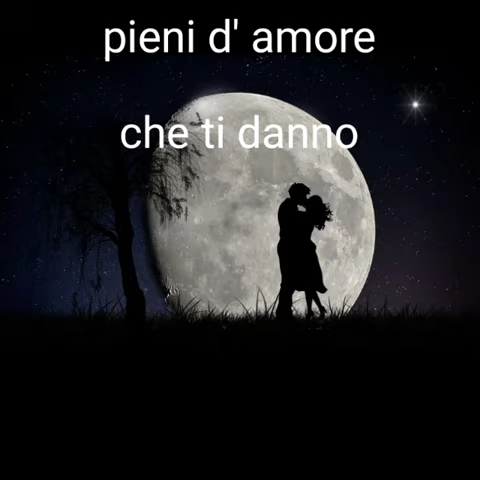 pieni d' amore
che ti danno